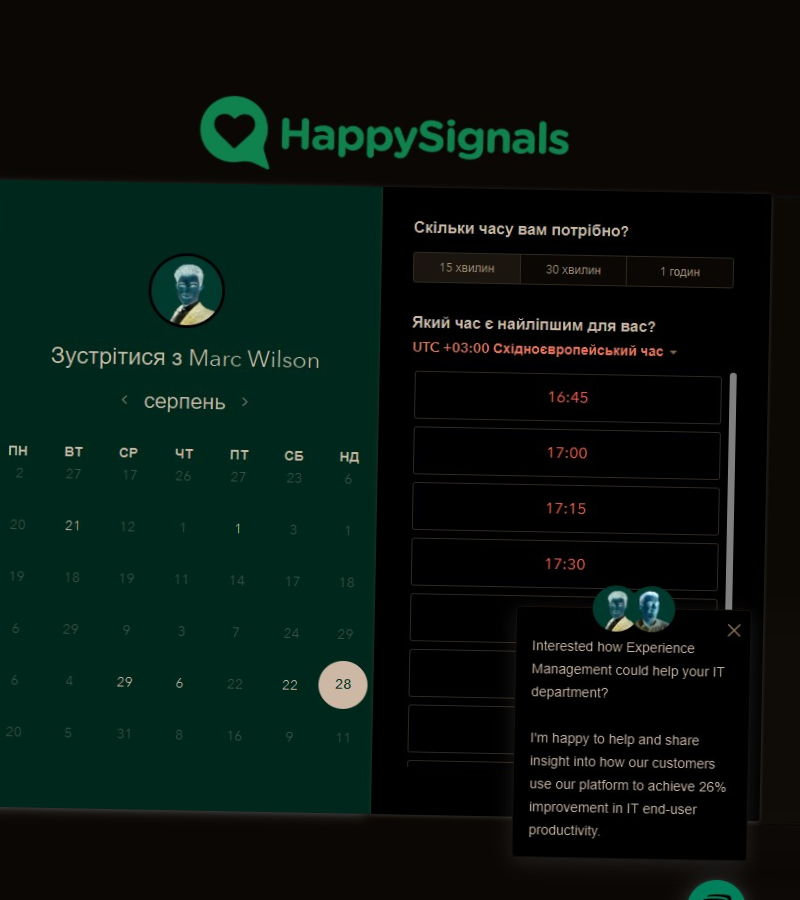 HappySignals
Зустрітися з Marc Wilson
серпень
ПН ВТ СР ЧТ ПТ СБ НД
2 27 17 26 27 23 6
20 21 12 1 1 3 1
19 18 19 11 14 17 18
6 29 9 3 7 24 29
6 4 29 6 22 22 28
20 5 31 8 16 9 11
Скільки часу вам потрібно?
15 хвилин 30 хвилин 1 годин
Який час є найліпшим для вас?
UTC +03:00 Східноєвропейський час
16:45
17:00
17:15
17:30
Interested how Experience
Management could help your IT
department?
I'm happy to help and share
insight into how our customers
use our platform to achieve 26%
improvement in IT end-user
productivity.